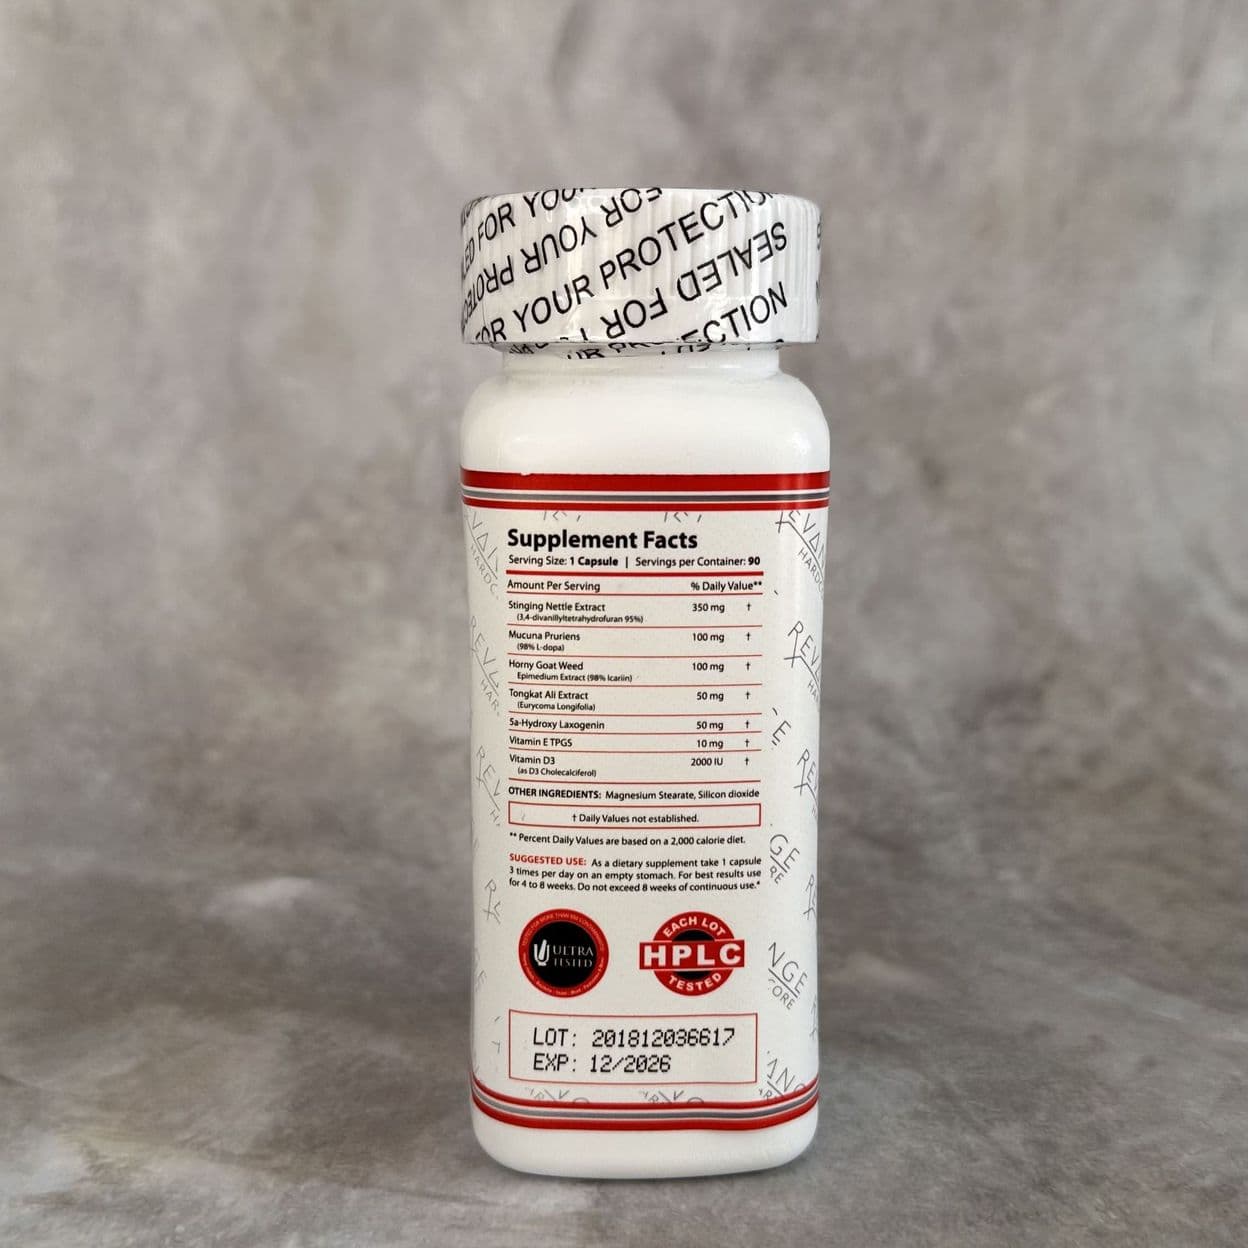 FOR YOUR
FOR YOUR PROTEC
FOR YOUR PROTECTIO
SEALED FOR
ECTION
Supplement Facts
Serving Size: 1 Capsule | Servings per Container: 90
Amount Per Serving % Daily Value**
Stinging Nettle Extract 350 mg †
(3,4-divanillyltetrahydrofuran 95%)
Mucuna Pruriens 100 mg †
(98% L-dopa)
Horny Goat Weed 100 mg †
Epimedium Extract (98% Icariin)
Tongkat Ali Extract 50 mg †
(Eurycoma Longifolia)
5a-Hydroxy Laxogenin 50 mg †
Vitamin E TPGS 10 mg †
Vitamin D3 2000 IU †
(as D3 Cholecalciferol)
OTHER INGREDIENTS: Magnesium Stearate, Silicon dioxide
† Daily Values not established.
** Percent Daily Values are based on a 2,000 calorie diet.
SUGGESTED USE: As a dietary supplement take 1 capsule
3 times per day on an empty stomach. For best results use
for 4 to 8 weeks. Do not exceed 8 weeks of continuous use.*
ULTRA
TESTED
EACH LOT
HPLC
TESTED
LOT: 201812036617
EXP: 12/2026